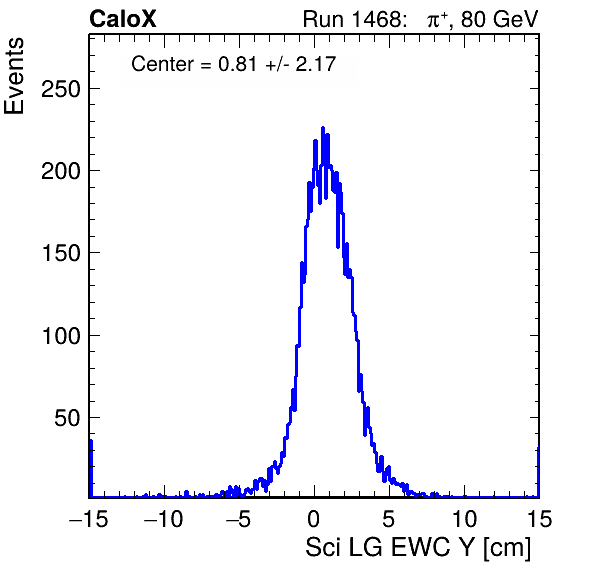 CaloX
Run 1468: π⁺, 80 GeV
Events
Center = 0.81 +/- 2.17
250
200
150
100
50
−15
−10
−5
0
5
10
15
Sci LG EWC Y [cm]